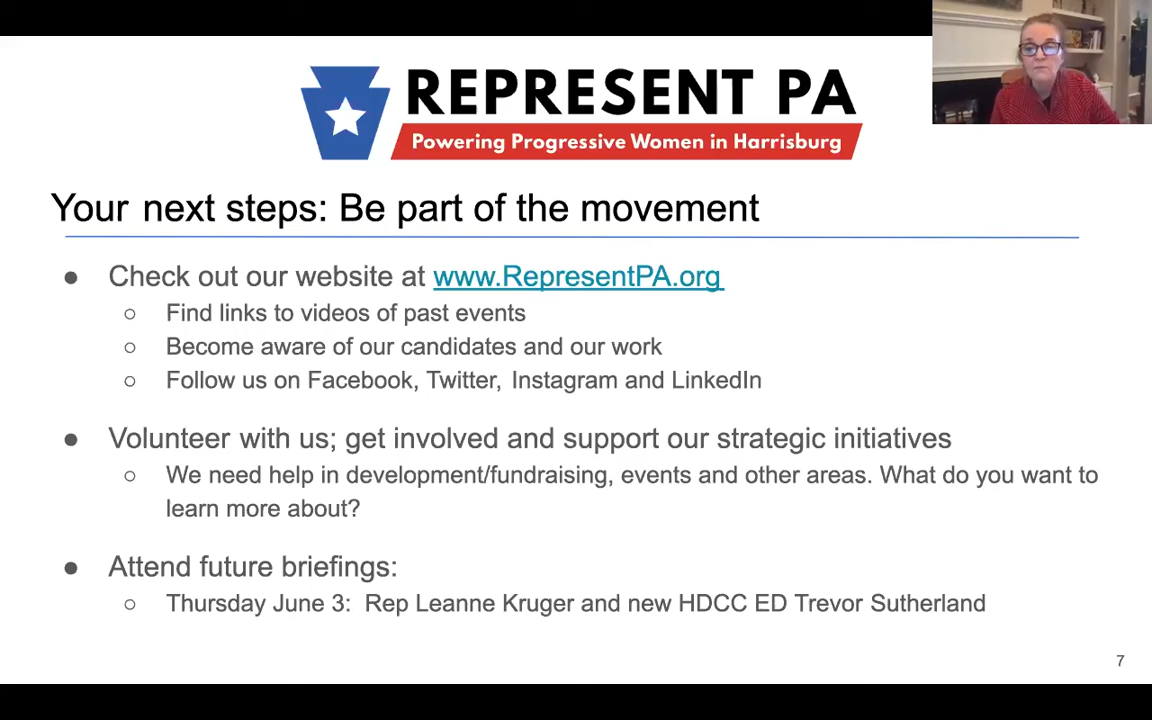 REPRESENT PA
Powering Progressive Women in Harrisburg
Your next steps: Be part of the movement
● Check out our website at www.RepresentPA.org
○ Find links to videos of past events
○ Become aware of our candidates and our work
○ Follow us on Facebook, Twitter, Instagram and LinkedIn
● Volunteer with us; get involved and support our strategic initiatives
○ We need help in development/fundraising, events and other areas. What do you want to
learn more about?
● Attend future briefings:
○ Thursday June 3: Rep Leanne Kruger and new HDCC ED Trevor Sutherland
7